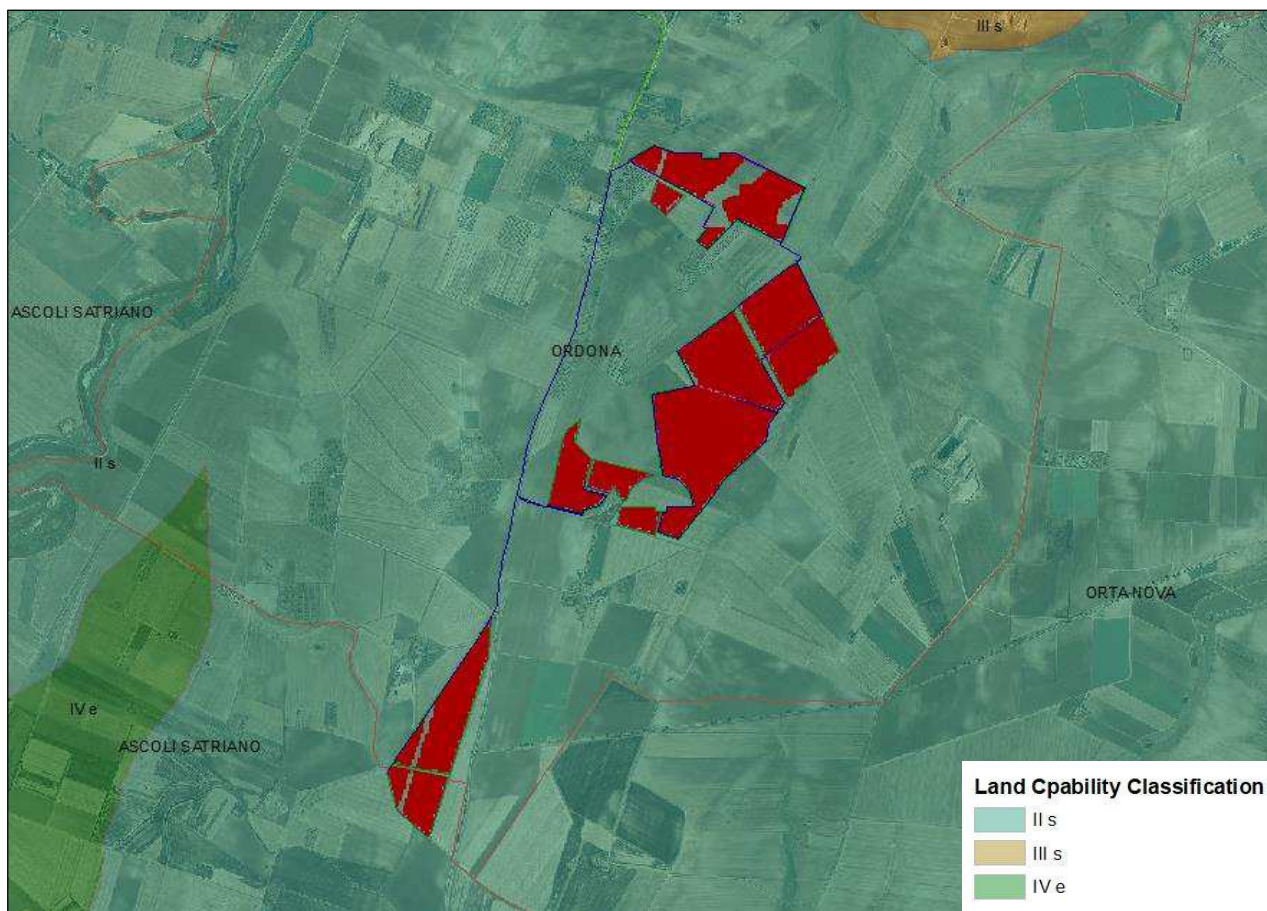 III s
ASCOLI SATRIANO
ORDONA
II s
ORTA NOVA
IV e
ASCOLI SATRIANO
Land Cpability Classification
II s
III s
IV e